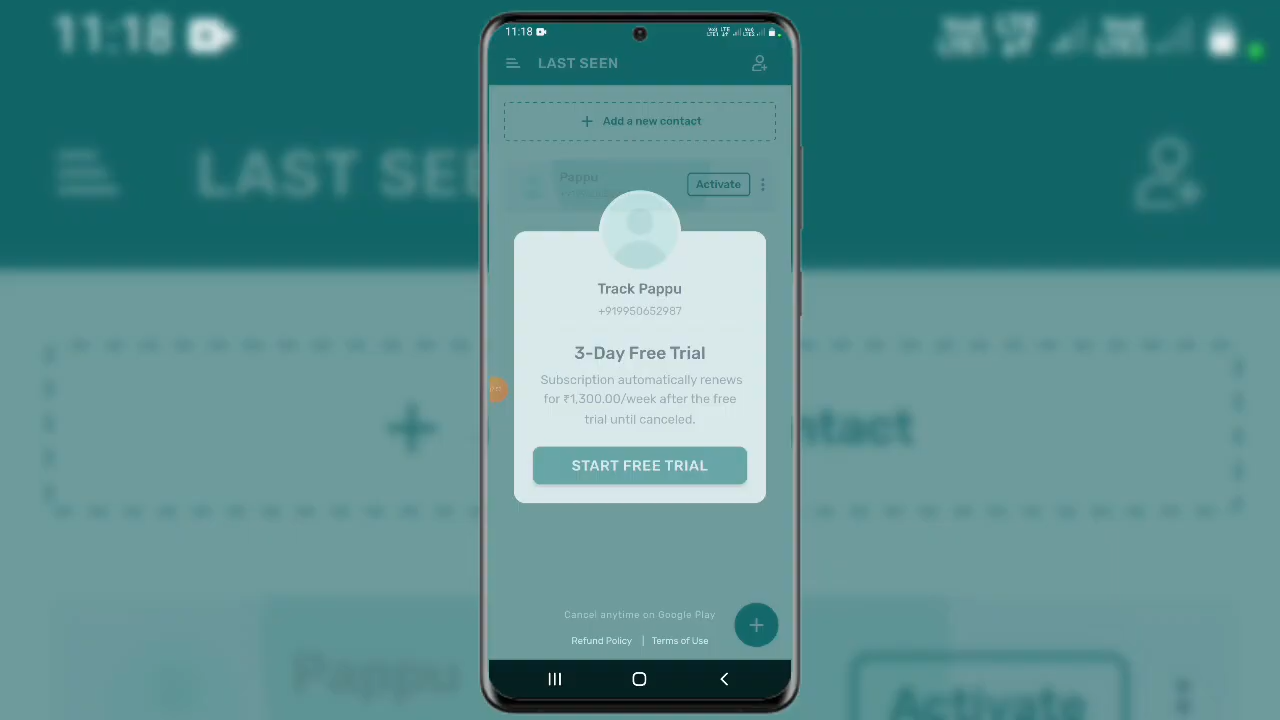 11:18
LAST SEEN
Add a new contact
Pappu
Activate
Track Pappu
+919950652987
3-Day Free Trial
Subscription automatically renews
for ₹1,300.00/week after the free
trial until canceled.
START FREE TRIAL
Cancel anytime on Google Play
Refund Policy | Terms of Use